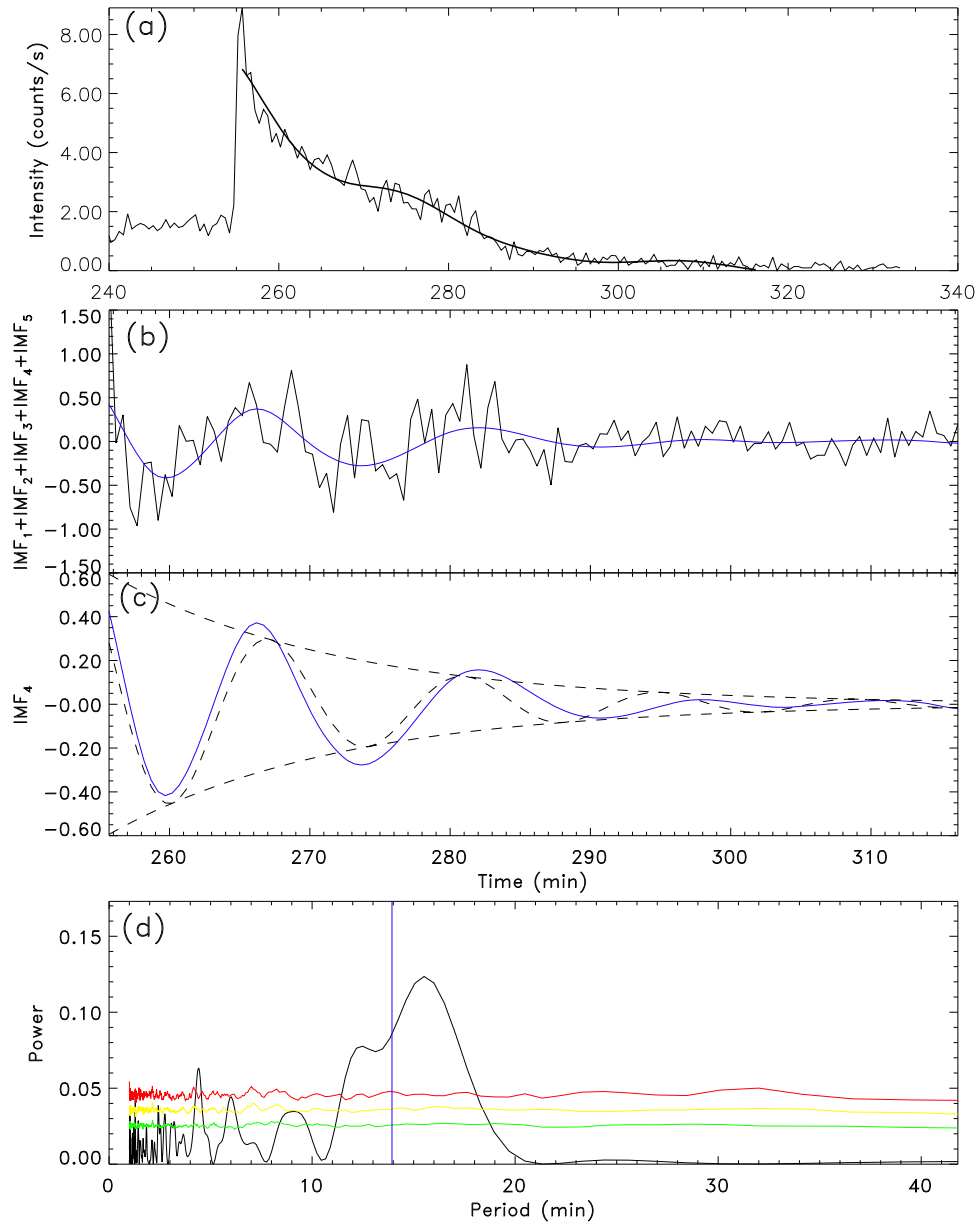 (a)
Intensity (counts/s)
8.00
6.00
4.00
2.00
0.00
240 260 280 300 320 340
(b)
IMF₁+IMF₂+IMF₃+IMF₄+IMF₅
1.50
1.00
0.50
0.00
−0.50
−1.00
−1.50
(c)
IMF₄
0.60
0.40
0.20
−0.00
−0.20
−0.40
−0.60
260 270 280 290 300 310
Time (min)
(d)
Power
0.15
0.10
0.05
0.00
0 10 20 30 40
Period (min)